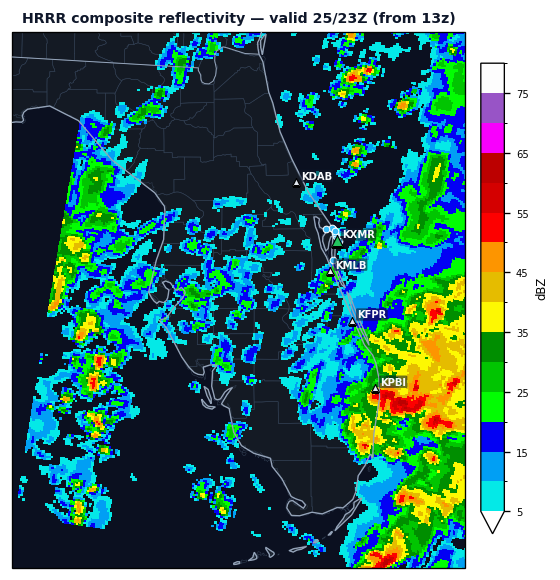 HRRR composite reflectivity — valid 25/23Z (from 13z)
KDAB
KXMR
KMLB
KFPR
KPBI
75
65
55
45
35
25
15
5
dBZ